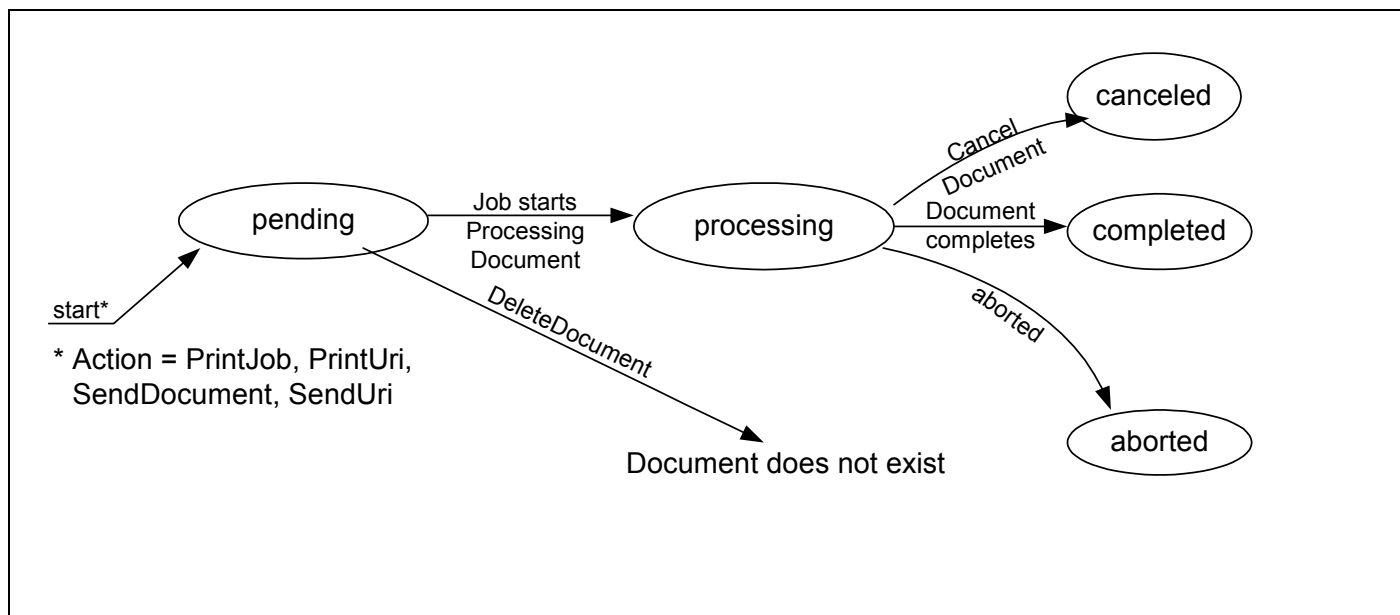 canceled
Cancel
Document
Job starts
pending
Processing
Document
processing
Document
completes
completed
start*
DeleteDocument
aborted
* Action = PrintJob, PrintUri,
SendDocument, SendUri
Document does not exist
aborted